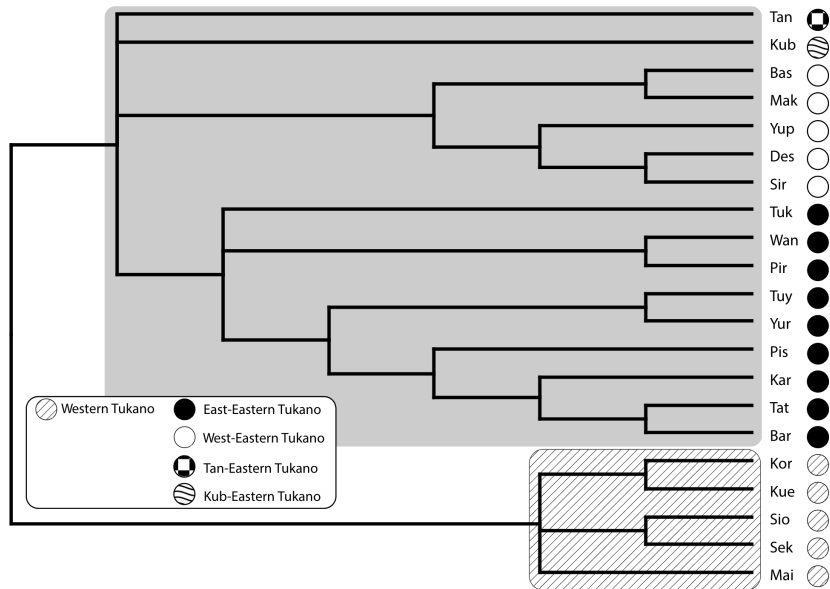 Tan
Kub
Bas
Mak
Yup
Des
Sir
Tuk
Wan
Pir
Tuy
Yur
Pis
Kar
Tat
Bar
Kor
Kue
Sio
Sek
Mai
Western Tukano
East-Eastern Tukano
West-Eastern Tukano
Tan-Eastern Tukano
Kub-Eastern Tukano